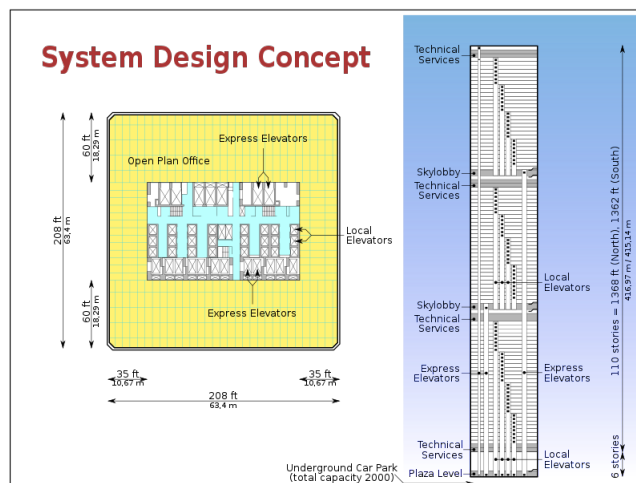 System Design Concept
60 ft
18,29 m
208 ft
63,4 m
60 ft
18,29 m
Express Elevators
Open Plan Office
Local
Elevators
Express Elevators
35 ft
10,67 m
35 ft
10,67 m
208 ft
63,4 m
Technical
Services
Skylobby
Technical
Services
Local
Elevators
Skylobby
Technical
Services
Express
Elevators
Express
Elevators
Technical
Services
Local
Elevators
Plaza Level
Underground Car Park
(total capacity 2000)
110 stories = 1368 ft (North), 1362 ft (South)
416,97 m / 415,14 m
6 stories